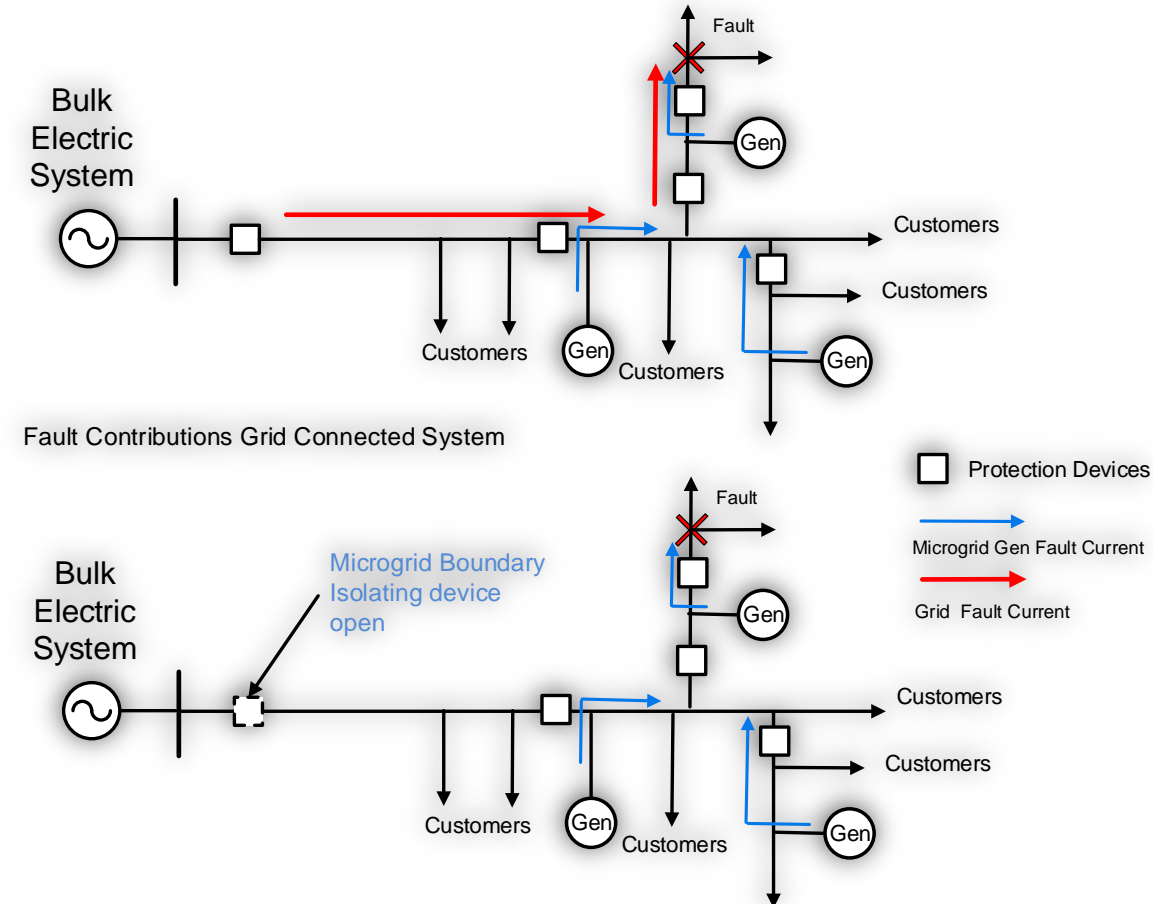 Fault
Bulk
Electric
System
Gen
Customers
Customers
Customers
Gen
Customers
Gen
Fault Contributions Grid Connected System
Protection Devices
Microgrid Gen Fault Current
Grid Fault Current
Fault
Microgrid Boundary
Isolating device
open
Bulk
Electric
System
Gen
Customers
Customers
Customers
Gen
Customers
Gen